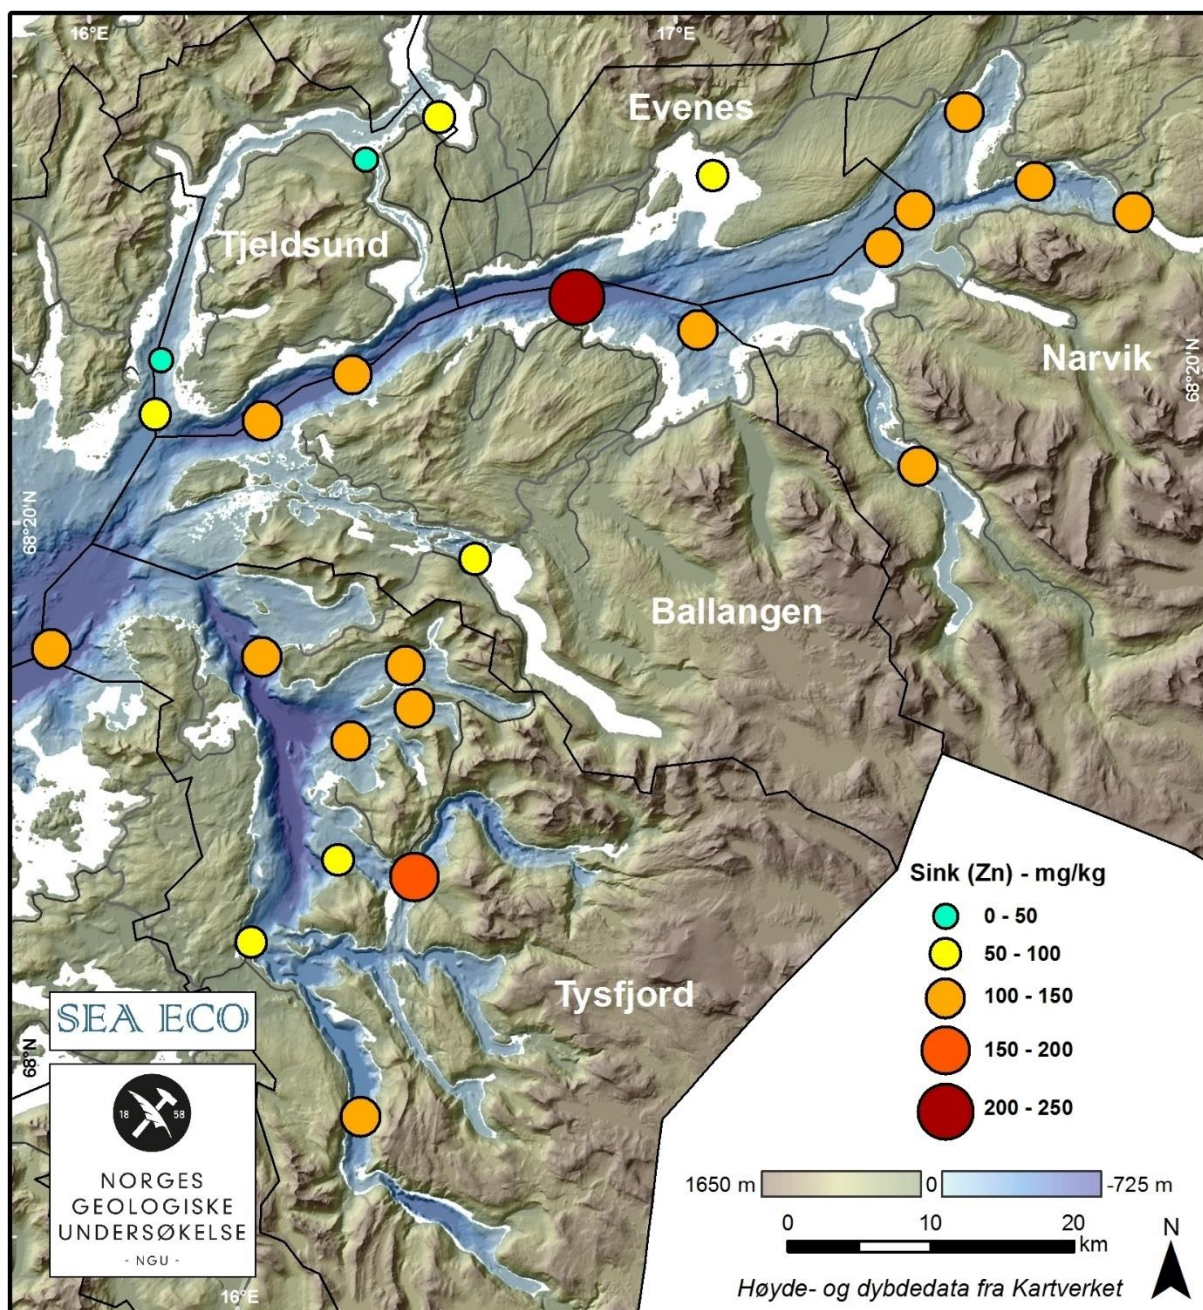 16°E
17°E
Evenes
Tjeldsund
Narvik
68°20'N
68°20'N
Ballangen
Tysfjord
Sink (Zn) - mg/kg
0 - 50
50 - 100
100 - 150
150 - 200
200 - 250
SEA ECO
68°N
18 58
NORGES
GEOLOGISKE
UNDERSØKELSE
- NGU -
1650 m 0 -725 m
0 10 20
km
N
Høyde- og dybdedata fra Kartverket
16°E